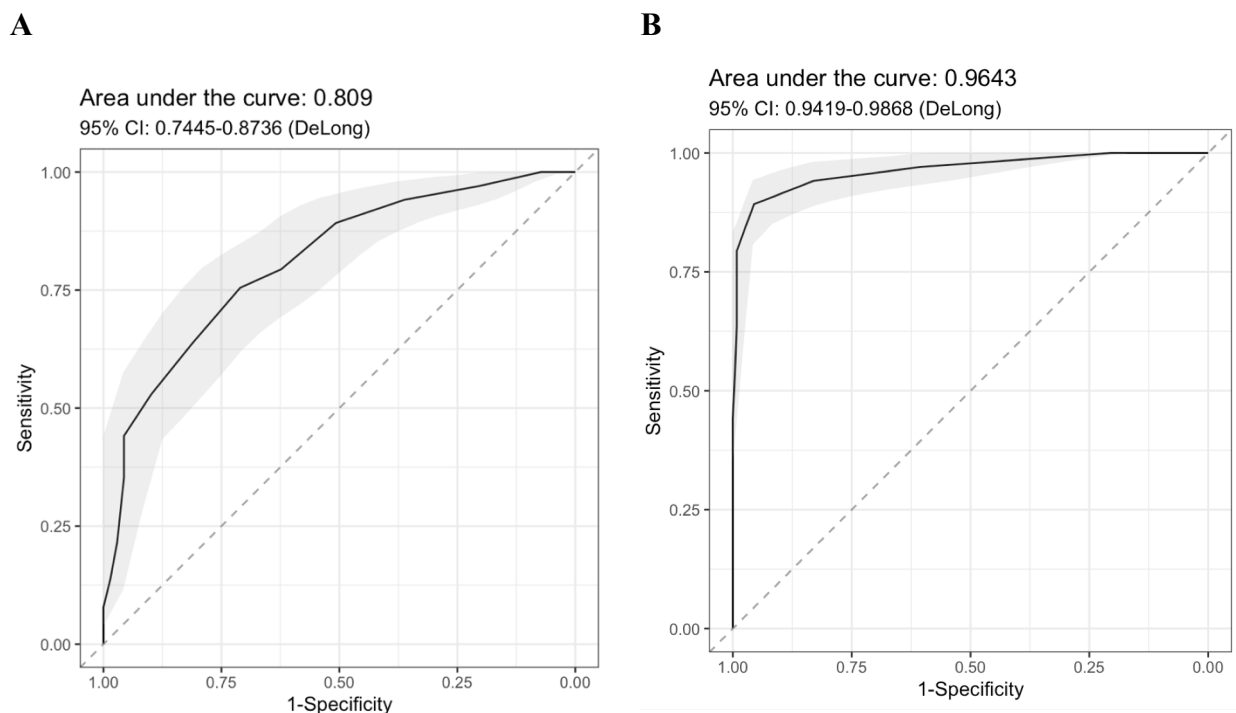 A
Area under the curve: 0.809
95% CI: 0.7445-0.8736 (DeLong)
1.00
0.75
0.50
0.25
0.00
Sensitivity
1.00
0.75
0.50
0.25
0.00
1-Specificity
B
Area under the curve: 0.9643
95% CI: 0.9419-0.9868 (DeLong)
1.00
0.75
0.50
0.25
0.00
Sensitivity
1.00
0.75
0.50
0.25
0.00
1-Specificity